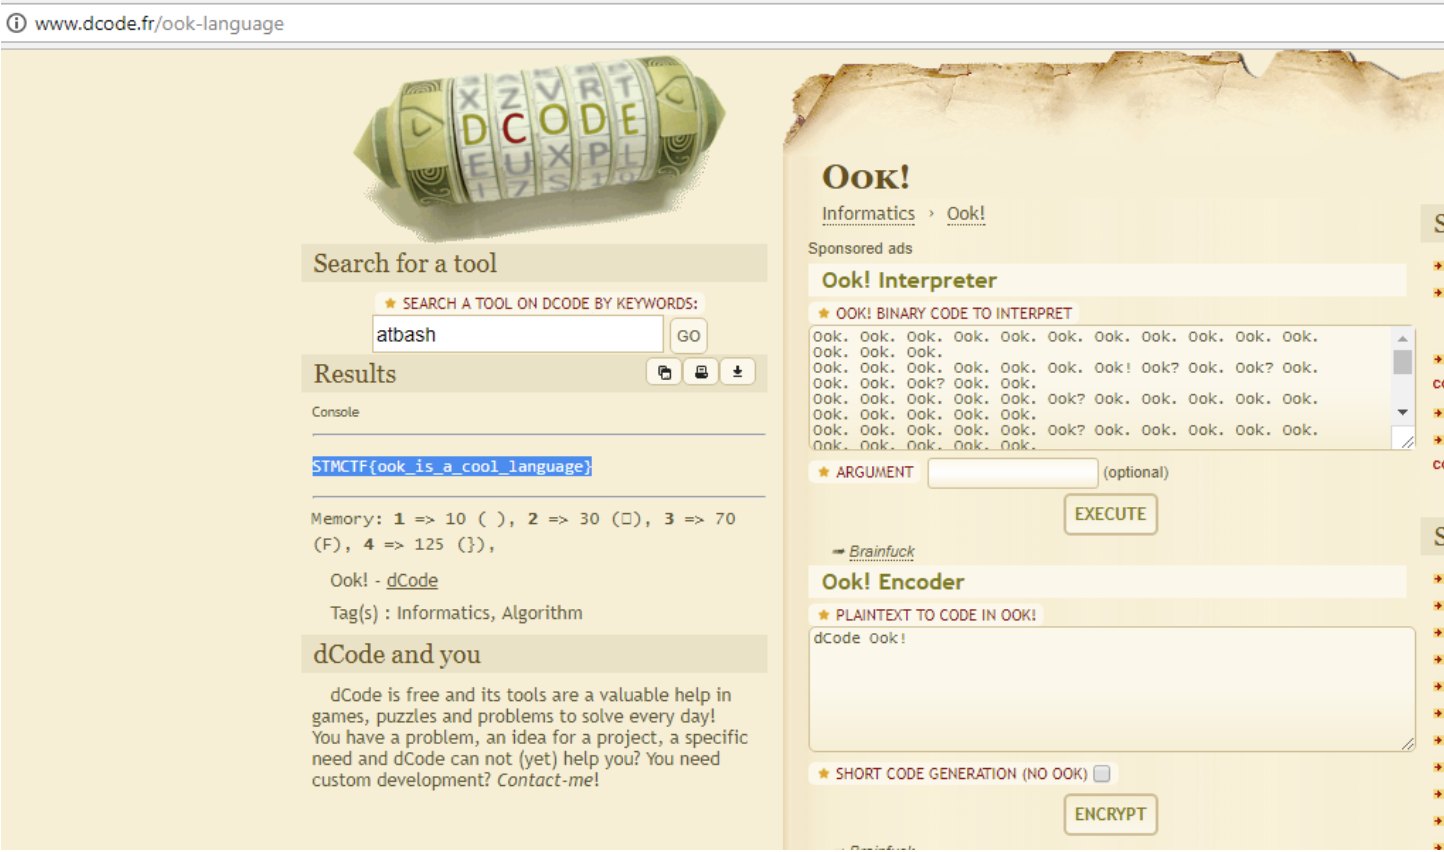 www.dcode.fr/ook-language
X Z V R T
D C O D E
E U X P L
Search for a tool
SEARCH A TOOL ON DCODE BY KEYWORDS:
atbash
GO
Results
Console
STMCTF{ook_is_a_cool_language}
Memory: 1 => 10 ( ), 2 => 30 (□), 3 => 70
(F), 4 => 125 (}),
Ook! - dCode
Tag(s) : Informatics, Algorithm
dCode and you
dCode is free and its tools are a valuable help in
games, puzzles and problems to solve every day!
You have a problem, an idea for a project, a specific
need and dCode can not (yet) help you? You need
custom development? Contact-me!
Ook!
Informatics › Ook!
Sponsored ads
Ook! Interpreter
OOK! BINARY CODE TO INTERPRET
Ook. Ook. Ook. Ook. Ook. Ook. Ook. Ook. Ook. Ook. Ook.
Ook. Ook. Ook.
Ook. Ook. Ook. Ook. Ook. Ook. Ook! Ook? Ook. Ook? Ook.
Ook. Ook. Ook? Ook. Ook.
Ook. Ook. Ook. Ook. Ook. Ook? Ook. Ook. Ook. Ook. Ook.
Ook. Ook. Ook. Ook. Ook.
Ook. Ook. Ook. Ook. Ook. Ook? Ook. Ook. Ook. Ook. Ook.
Ook. Ook. Ook. Ook. Ook.
ARGUMENT (optional)
EXECUTE
Brainfuck
Ook! Encoder
PLAINTEXT TO CODE IN OOK!
dCode Ook!
SHORT CODE GENERATION (NO OOK)
ENCRYPT
Brainfuck